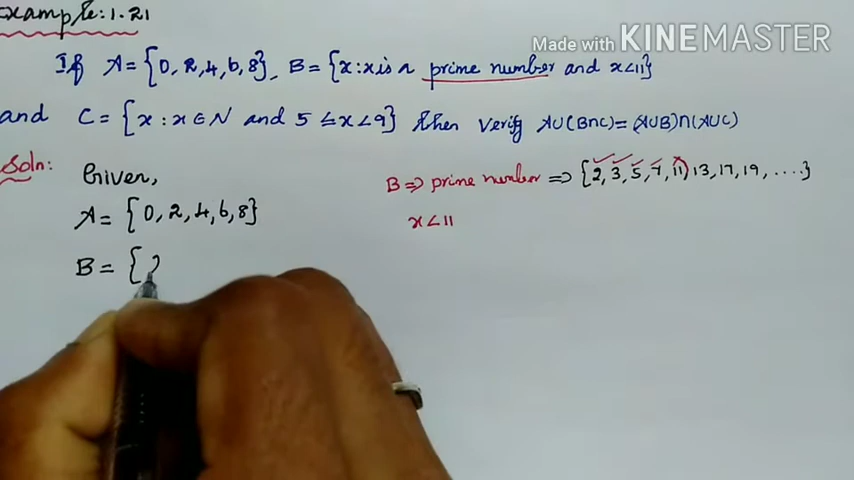 Example:1.21
Made with KINEMASTER
If A = {0, 2, 4, 6, 8}, B = {x : x is a prime number and x<11}
and C = {x : x ∈ N and 5 ≤ x < 9} then verify A∪(B∩C) = (A∪B)∩(A∪C)
Soln:
Given,
B ⇒ prime number ⇒ {2, 3, 5, 7, 11, 13, 17, 19, ....}
A = {0, 2, 4, 6, 8}
x < 11
B = {2